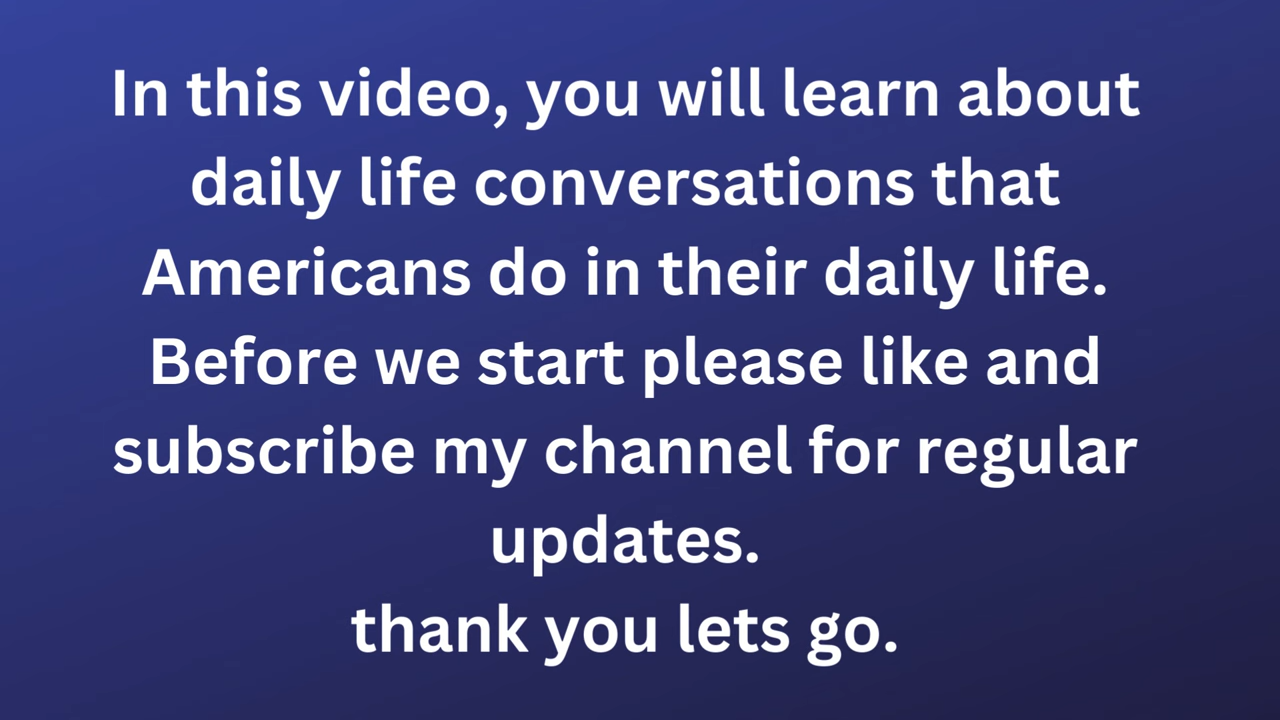 In this video, you will learn about
daily life conversations that
Americans do in their daily life.
Before we start please like and
subscribe my channel for regular
updates.
thank you lets go.